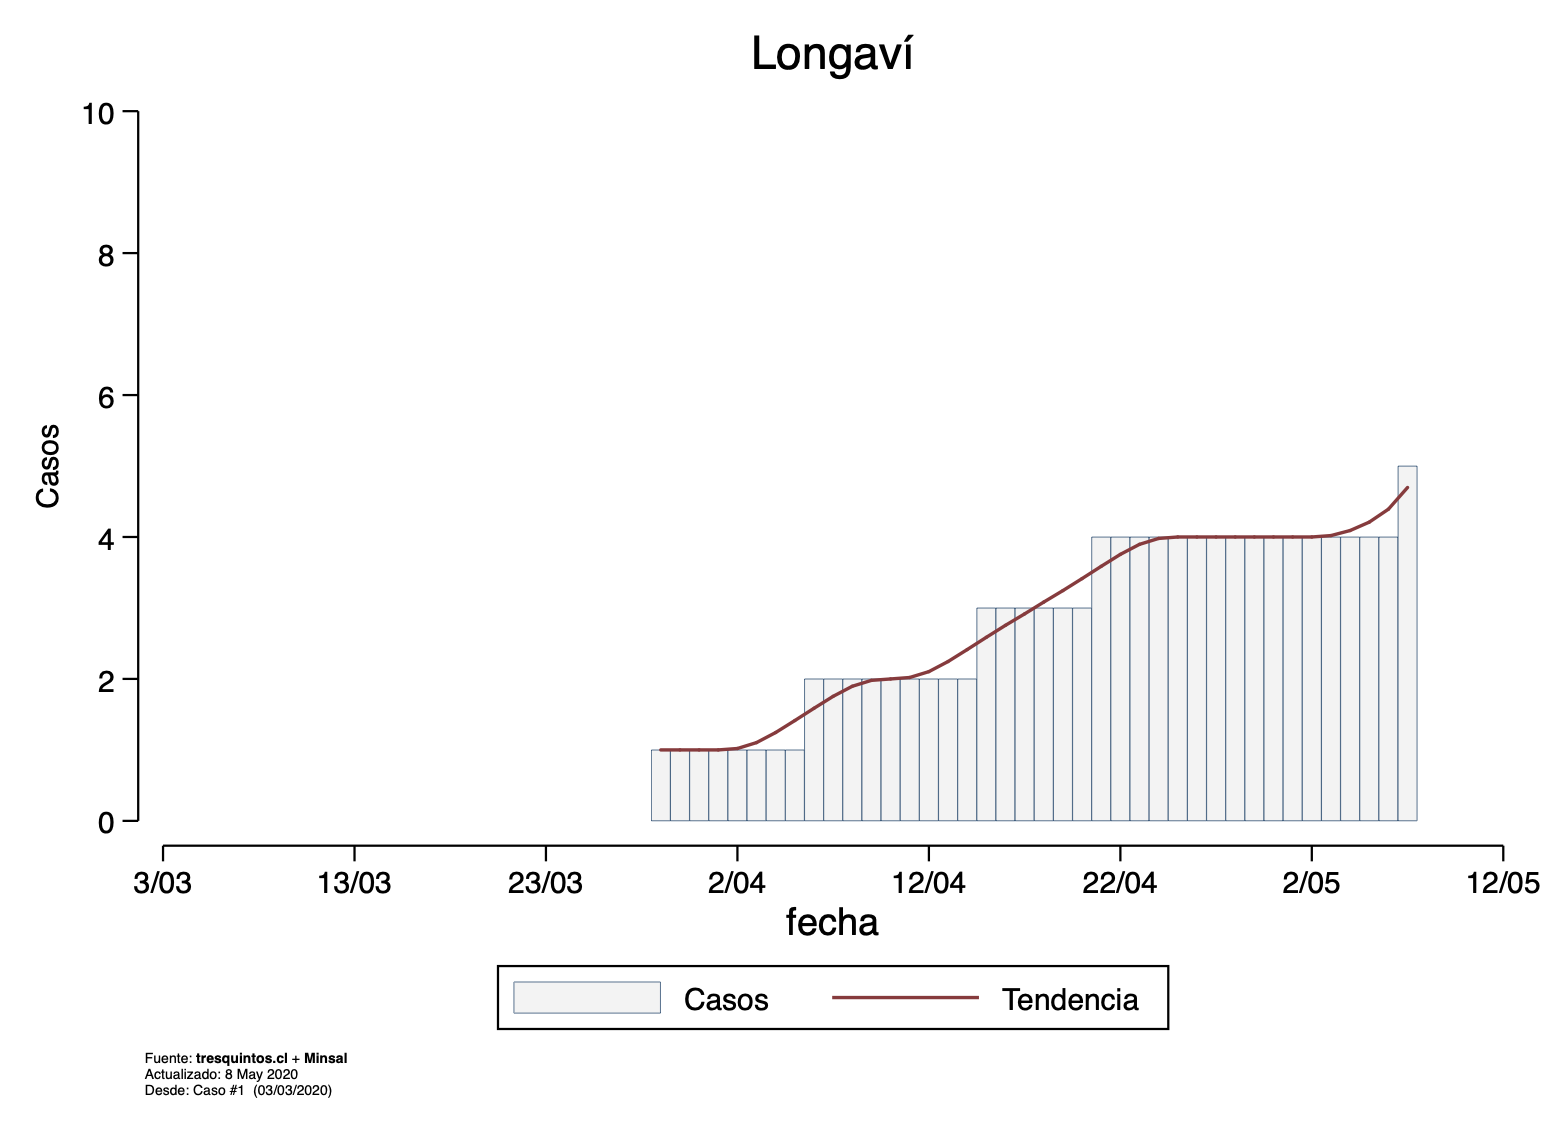 Longaví
10
8
6
4
2
0
Casos
3/03 13/03 23/03 2/04 12/04 22/04 2/05 12/05
fecha
Casos Tendencia
Fuente: tresquintos.cl + Minsal
Actualizado: 8 May 2020
Desde: Caso #1 (03/03/2020)